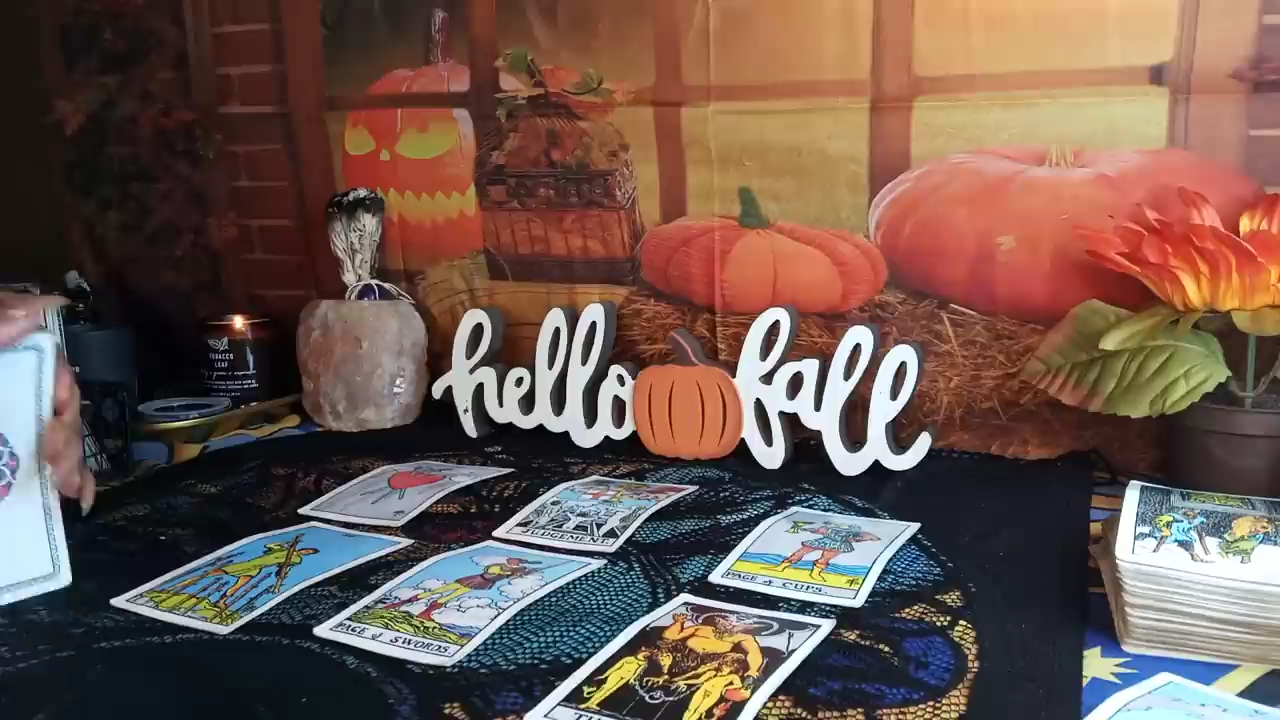 TOBACCO
LEAF
hello fall
JUDGEMENT.
PAGE of CUPS.
PAGE of SWORDS.